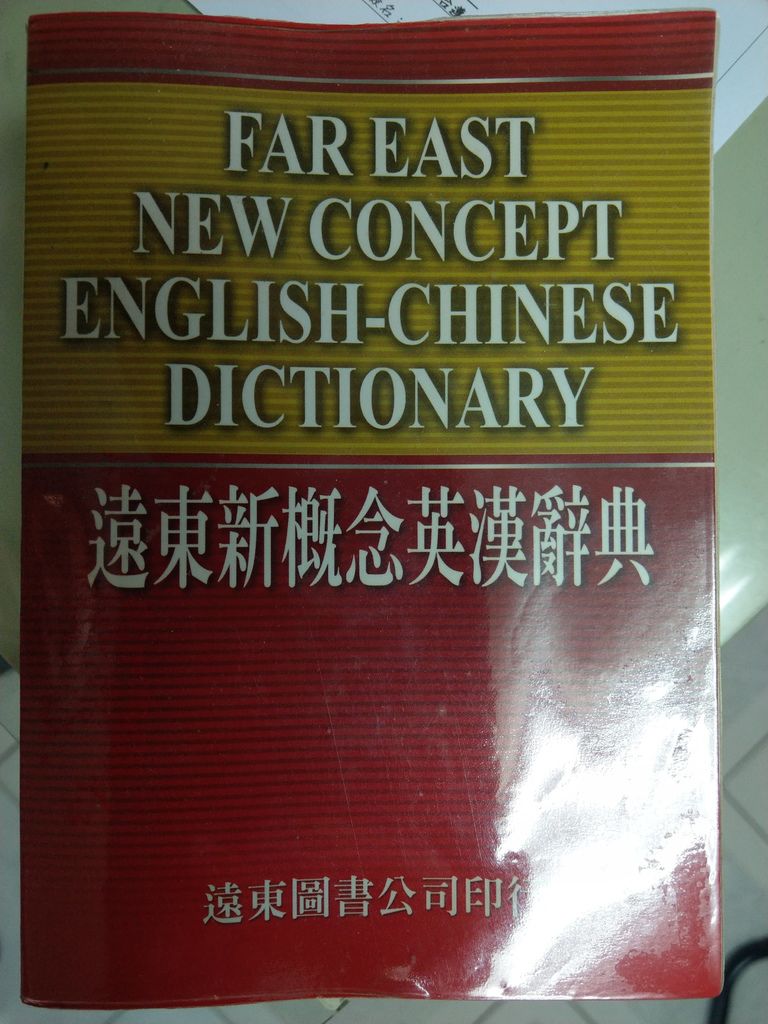 FAR EAST
NEW CONCEPT
ENGLISH-CHINESE
DICTIONARY
遠東新概念英漢辭典
遠東圖書公司印行